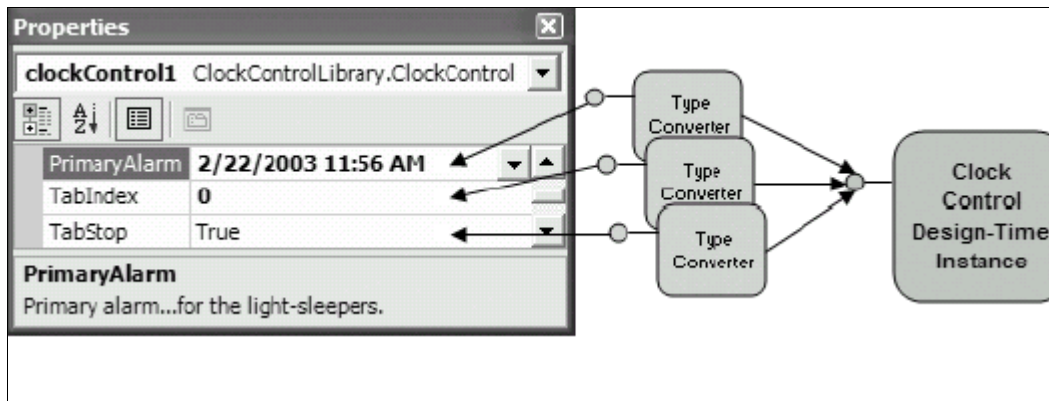 Properties
clockControl1 ClockControlLibrary.ClockControl
A
Z
PrimaryAlarm 2/22/2003 11:56 AM
TabIndex 0
TabStop True
PrimaryAlarm
Primary alarm...for the light-sleepers.
Type
Converter
Type
Converter
Type
Converter
Clock
Control
Design-Time
Instance